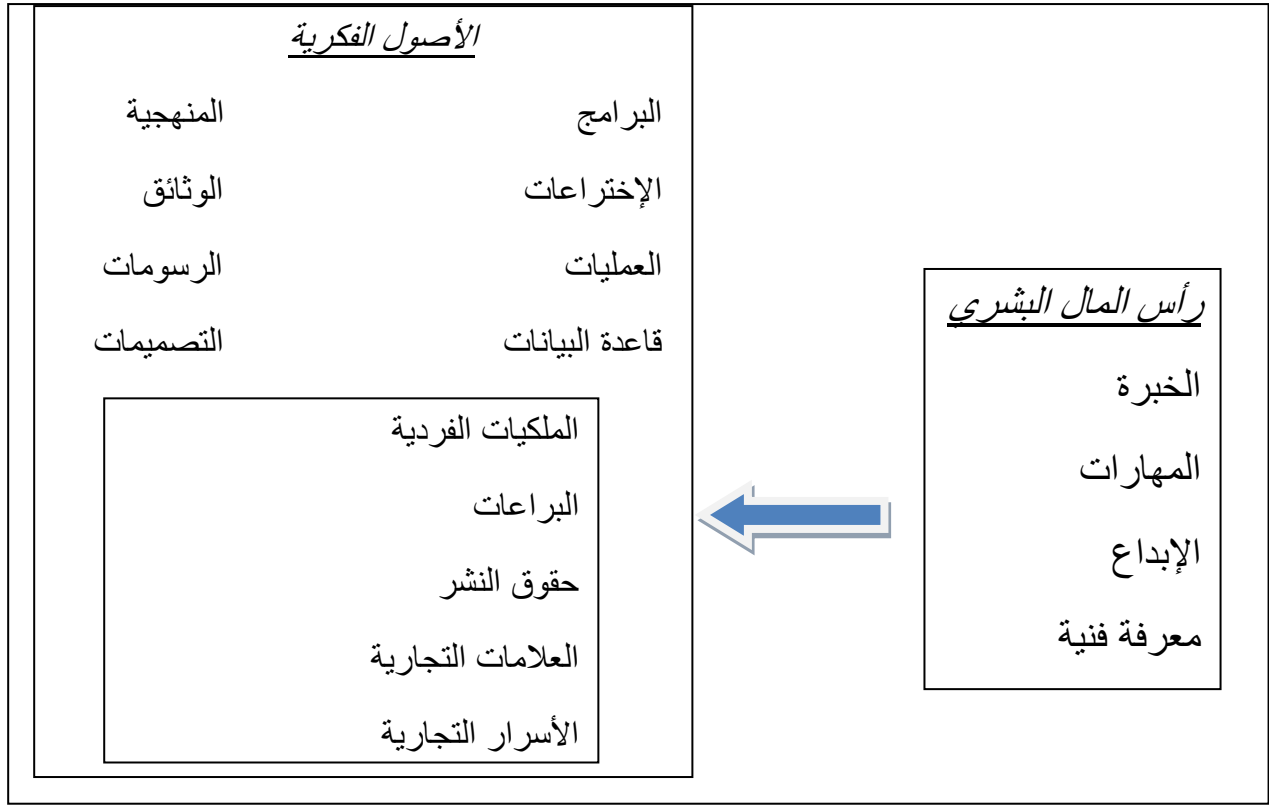 الأصول الفكرية
البرامج المنهجية
الإختراعات الوثائق
العمليات الرسومات
قاعدة البيانات التصميمات
الملكيات الفردية
البراعات
حقوق النشر
العلامات التجارية
الأسرار التجارية
رأس المال البشري
الخبرة
المهارات
الإبداع
معرفة فنية